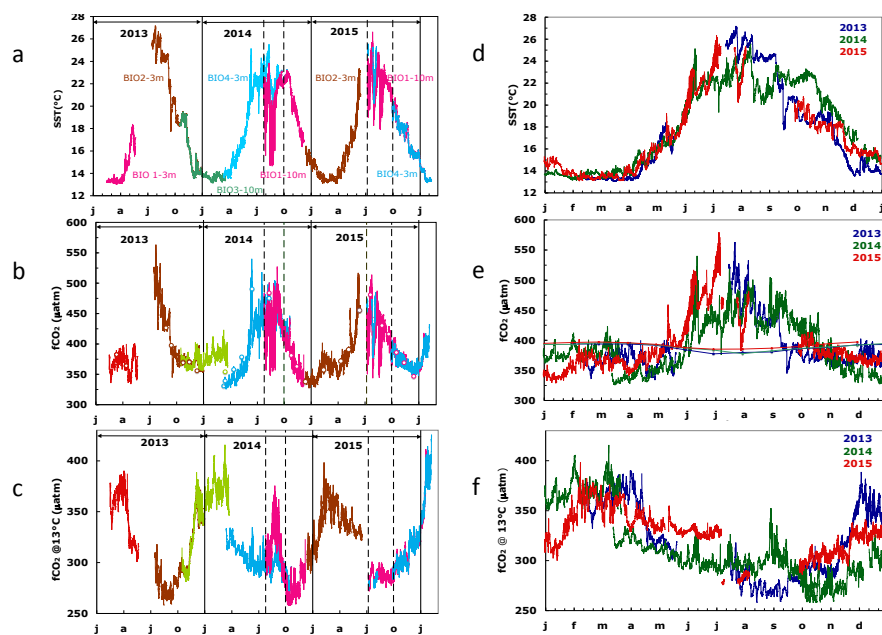 a
28
26
24
22
20
18
16
14
12
SST(°C)
2013
2014
2015
BIO2-3m
BIO4-3m
BIO2-3m
BIO1-10m
BIO 1-3m
BIO3-10m
BIO1-10m
BIO4-3m
j a j o j a j o j a j o j
b
600
550
500
450
400
350
300
fCO₂ (µatm)
2013
2014
2015
j a j o j a j o j a j o j
c
400
350
300
250
fCO₂ @13°C (µatm)
2013
2014
2015
j a j o j a j o j a j o j
d
28
26
24
22
20
18
16
14
12
SST(°C)
2013
2014
2015
j f m a m j j a s o n d j
e
600
550
500
450
400
350
300
fCO₂ (µatm)
2013
2014
2015
j f m a m j j a s o n d
f
400
350
300
250
fCO₂ @ 13°C (µatm)
2013
2014
2015
j f m a m j j a s o n d